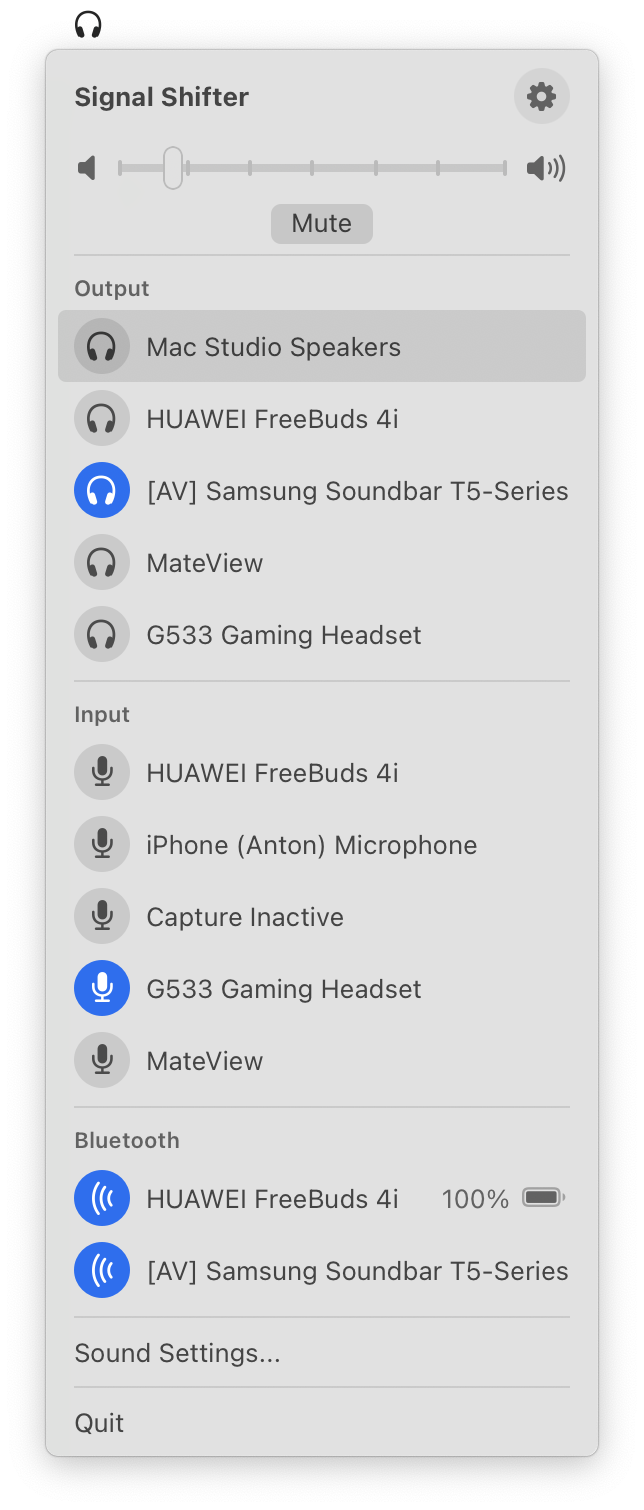 Signal Shifter
Mute
Output
Mac Studio Speakers
HUAWEI FreeBuds 4i
[AV] Samsung Soundbar T5-Series
MateView
G533 Gaming Headset
Input
HUAWEI FreeBuds 4i
iPhone (Anton) Microphone
Capture Inactive
G533 Gaming Headset
MateView
Bluetooth
HUAWEI FreeBuds 4i 100%
[AV] Samsung Soundbar T5-Series
Sound Settings...
Quit